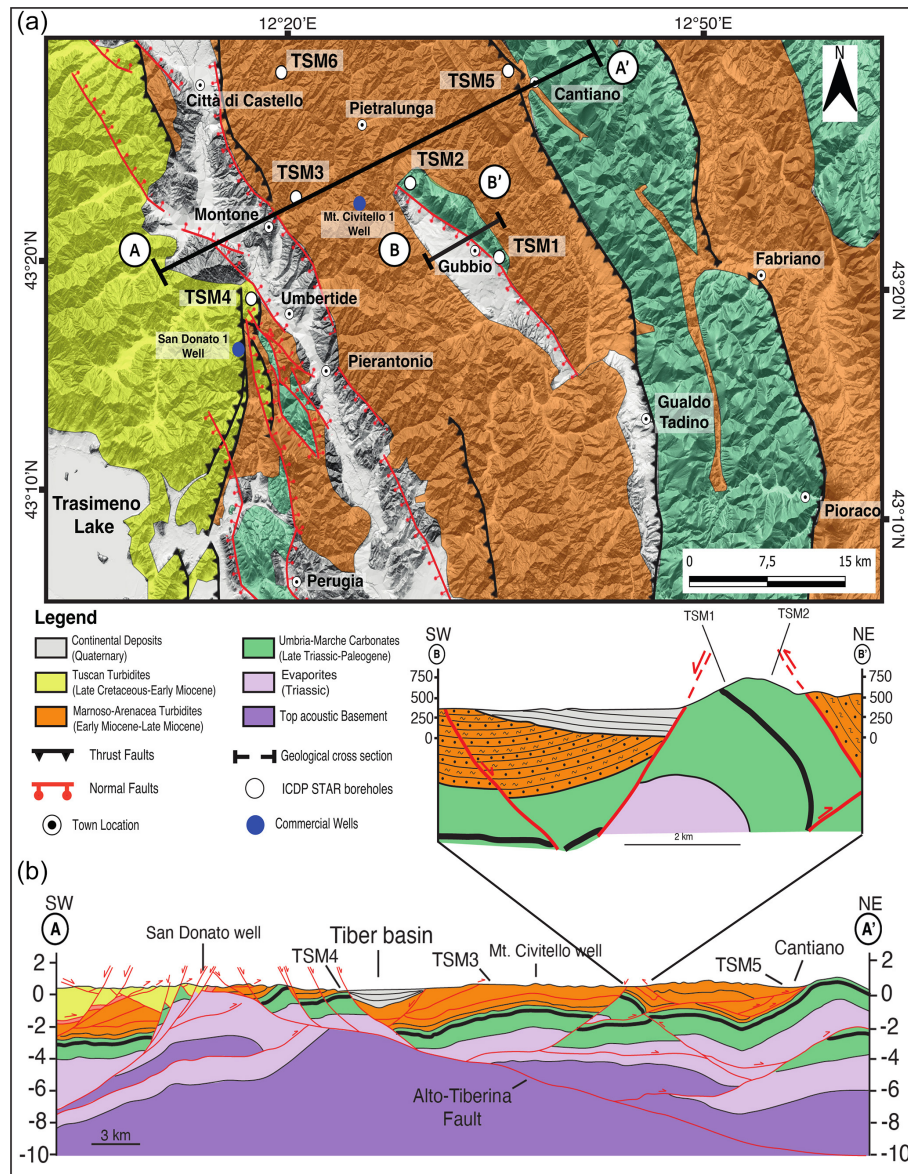 (a)
12°20'E
12°50'E
TSM6
TSM5
A'
N
Città di Castello
Cantiano
Pietralunga
TSM3
TSM2
B'
Montone
Mt. Civitello 1
Well
B
TSM1
A
Gubbio
43°20'N
Fabriano
43°20'N
TSM4
Umbertide
San Donato 1
Well
Pierantonio
Gualdo
Tadino
43°10'N
Trasimeno
Lake
Pioraco
43°10'N
Perugia
0 7,5 15 km
Legend
Continental Deposits
(Quaternary)
Tuscan Turbidites
(Late Cretaceous-Early Miocene)
Marnoso-Arenacea Turbidites
(Early Miocene-Late Miocene)
Thrust Faults
Normal Faults
Town Location
Umbria-Marche Carbonates
(Late Triassic-Paleogene)
Evaporites
(Triassic)
Top acoustic Basement
Geological cross section
ICDP STAR boreholes
Commercial Wells
SW
B
TSM1
TSM2
NE
B'
750
500
250
0
750
500
250
0
2 km
(b)
SW
A
San Donato well
TSM4
Tiber basin
TSM3
Mt. Civitello well
TSM5
Cantiano
NE
A'
2
0
-2
-4
-6
-8
-10
2
0
-2
-4
-6
-8
-10
Alto-Tiberina
Fault
3 km